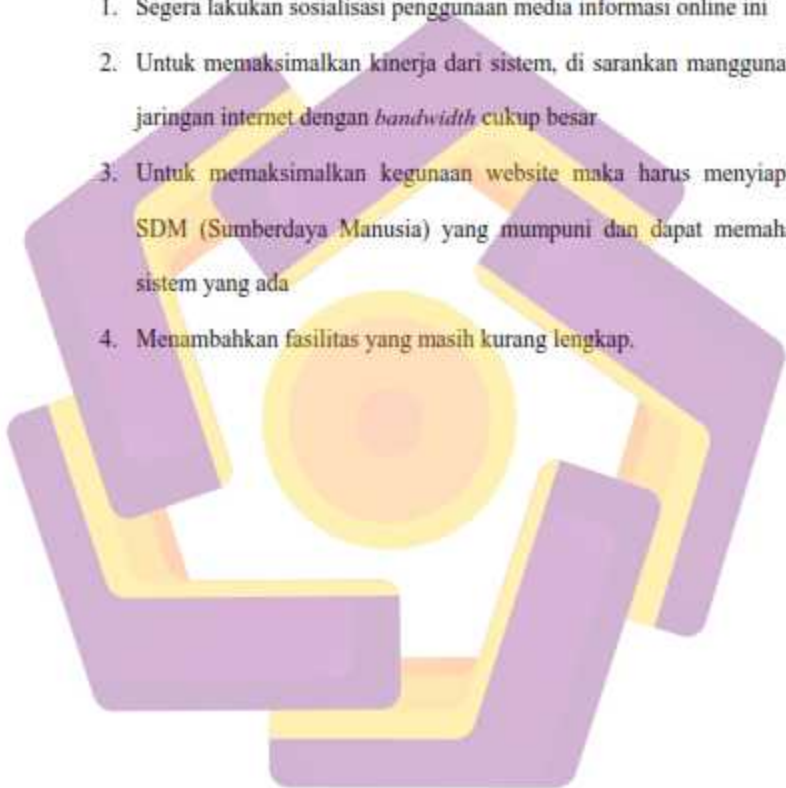 1. Segera lakukan sosialisasi penggunaan media informasi online ini
2. Untuk memaksimalkan kinerja dari sistem, di sarankan mangguna
jaringan internet dengan bandwidth cukup besar
3. Untuk memaksimalkan kegunaan website maka harus menyiap
SDM (Sumberdaya Manusia) yang mumpuni dan dapat memah
sistem yang ada
4. Menambahkan fasilitas yang masih kurang lengkap.